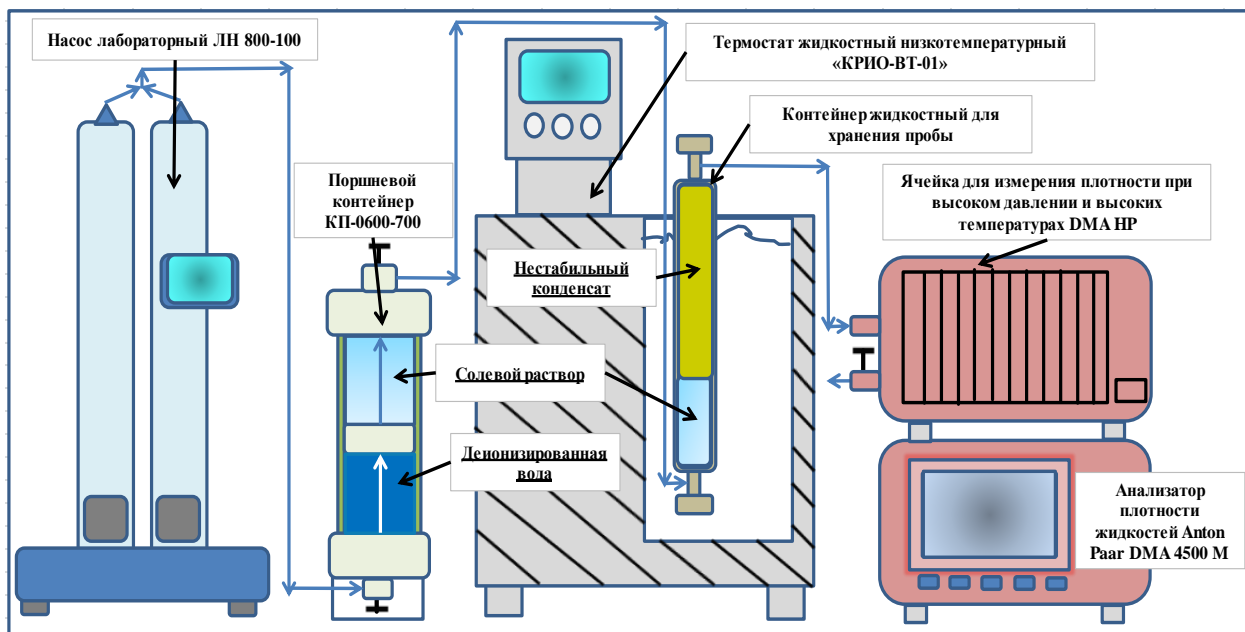 Насос лабораторный ЛН 800-100
Термостат жидкостный низкотемпературный
«КРИО-ВТ-01»
Контейнер жидкостный для
хранения пробы
Поршневой
контейнер
КП-0600-700
Ячейка для измерения плотности при
высоком давлении и высоких
температурах DMA HP
Нестабильный
конденсат
Солевой раствор
Деионизированная
вода
Анализатор
плотности
жидкостей Anton
Paar DMA 4500 M